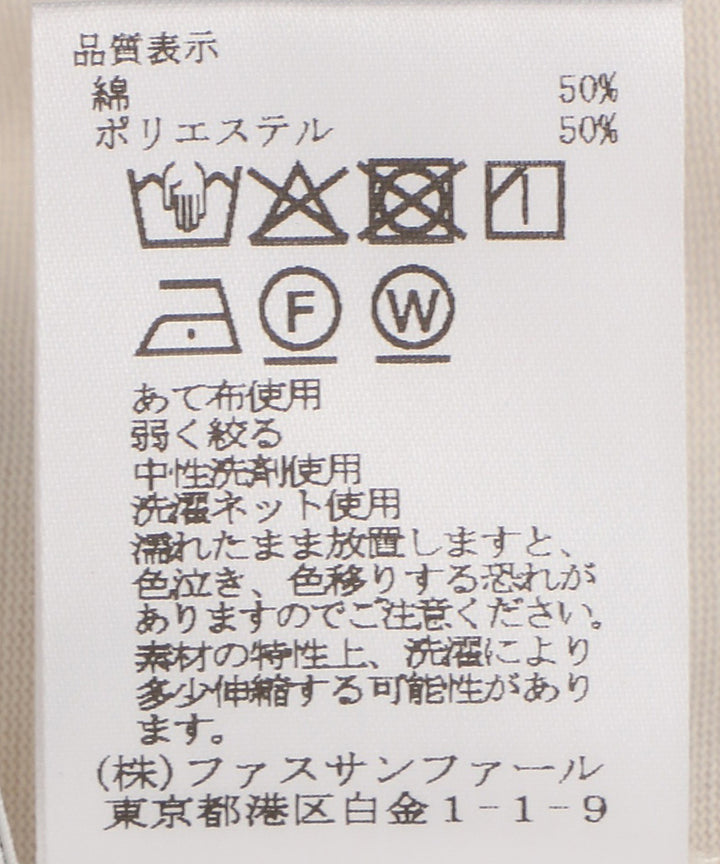 品質表示
綿 50%
ポリエステル 50%
F W
あて布使用
弱く絞る
中性洗剤使用
洗濯ネット使用
濡れたまま放置しますと、
色泣き、色移りする恐れが
ありますのでご注意ください。
素材の特性上、洗濯により
多少伸縮する可能性があり
ます。
(株)ファスサンファール
東京都港区白金1-1-9